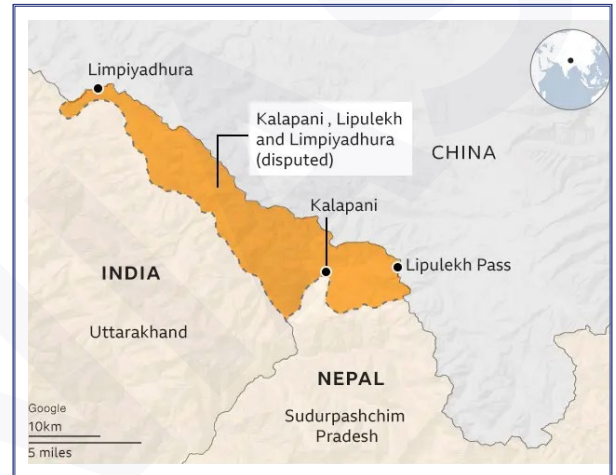 Limpiyadhura
Kalapani , Lipulekh
and Limpiyadhura
(disputed)
CHINA
Kalapani
Lipulekh Pass
INDIA
Uttarakhand
NEPAL
Sudurpashchim
Pradesh
Google
10km
5 miles